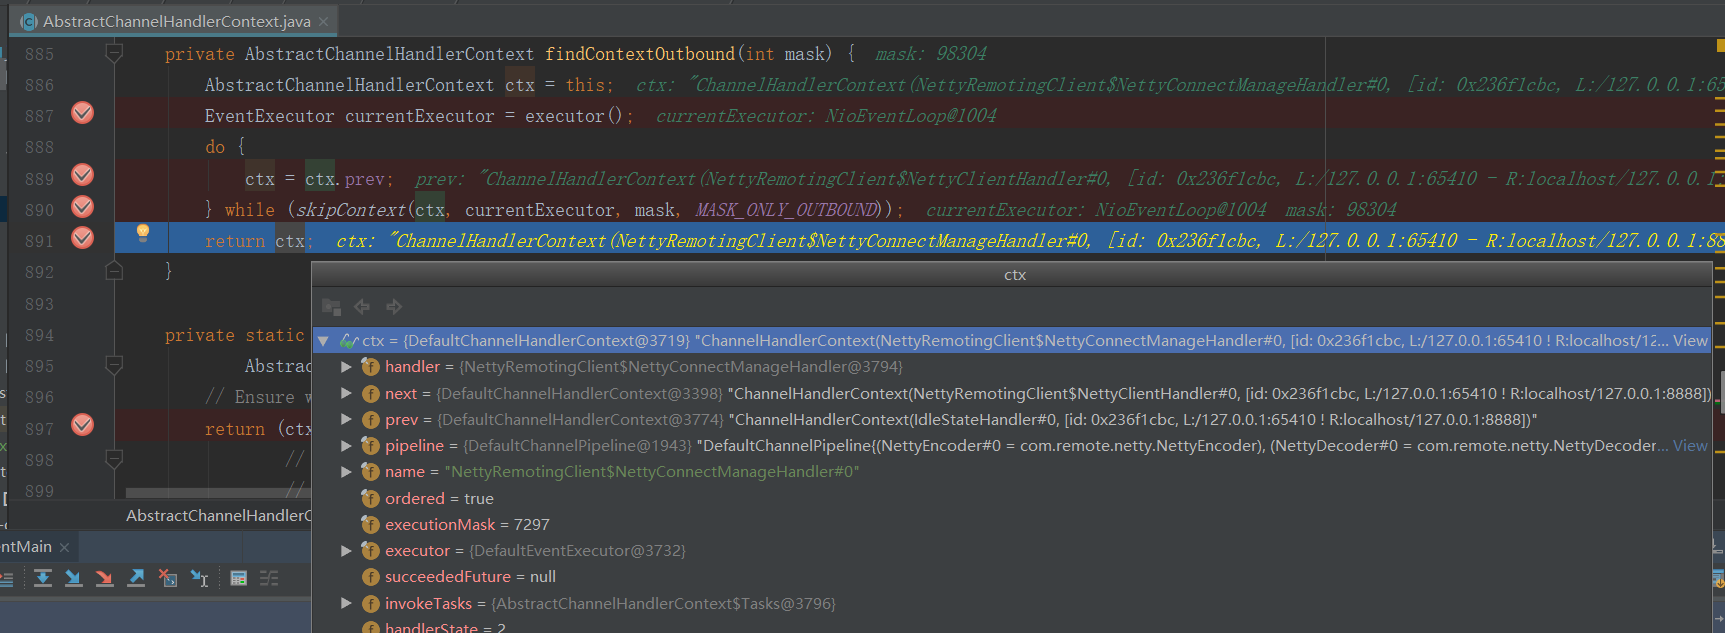 AbstractChannelHandlerContext.java
885 private AbstractChannelHandlerContext findContextOutbound(int mask) { mask: 98304
886 AbstractChannelHandlerContext ctx = this; ctx: "ChannelHandlerContext(NettyRemotingClient$NettyConnectManageHandler#0, [id: 0x236f1cbc, L:/127.0.0.1:65
887 EventExecutor currentExecutor = executor(); currentExecutor: NioEventLoop@1004
888 do {
889 ctx = ctx.prev; prev: "ChannelHandlerContext(NettyRemotingClient$NettyClientHandler#0, [id: 0x236f1cbc, L:/127.0.0.1:65410 - R:localhost/127.0.0.1:
890 } while (skipContext(ctx, currentExecutor, mask, MASK_ONLY_OUTBOUND)); currentExecutor: NioEventLoop@1004 mask: 98304
891 return ctx; ctx: "ChannelHandlerContext(NettyRemotingClient$NettyConnectManageHandler#0, [id: 0x236f1cbc, L:/127.0.0.1:65410 - R:localhost/127.0.0.1:88
892 }
893
894 private static
895 Abstrac
896 // Ensure w
897 return (ctx
898 //
899 //
ctx
ctx = {DefaultChannelHandlerContext@3719} "ChannelHandlerContext(NettyRemotingClient$NettyConnectManageHandler#0, [id: 0x236f1cbc, L:/127.0.0.1:65410 ! R:localhost/12... View
handler = {NettyRemotingClient$NettyConnectManageHandler@3794}
next = {DefaultChannelHandlerContext@3398} "ChannelHandlerContext(NettyRemotingClient$NettyClientHandler#0, [id: 0x236f1cbc, L:/127.0.0.1:65410 ! R:localhost/127.0.0.1:8888])
prev = {DefaultChannelHandlerContext@3774} "ChannelHandlerContext(IdleStateHandler#0, [id: 0x236f1cbc, L:/127.0.0.1:65410 ! R:localhost/127.0.0.1:8888])"
pipeline = {DefaultChannelPipeline@1943} "DefaultChannelPipeline{(NettyEncoder#0 = com.remote.netty.NettyEncoder), (NettyDecoder#0 = com.remote.netty.NettyDecoder... View
name = "NettyRemotingClient$NettyConnectManageHandler#0"
ordered = true
executionMask = 7297
executor = {DefaultEventExecutor@3732}
succeededFuture = null
invokeTasks = {AbstractChannelHandlerContext$Tasks@3796}
handlerState = 2
AbstractChannelHandlerC
entMain